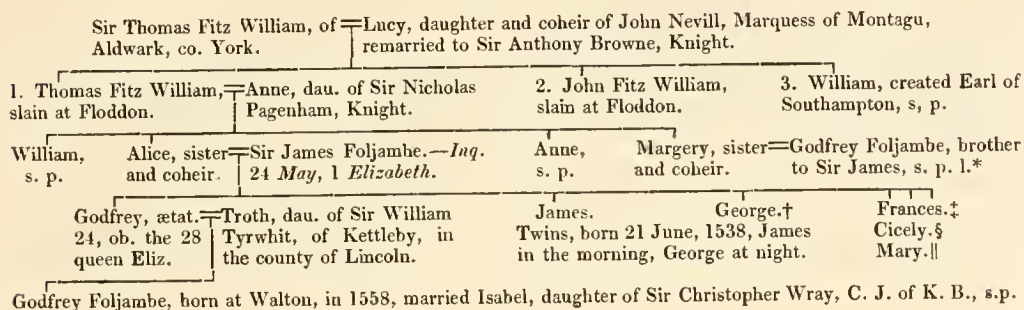 Sir Thomas Fitz William, of = Lucy, daughter and coheir of John Nevill, Marquess of Montagu,
Aldwark, co. York. remarried to Sir Anthony Browne, Knight.
1. Thomas Fitz William, = Anne, dau. of Sir Nicholas 2. John Fitz William, 3. William, created Earl of
slain at Floddon. Pagenham, Knight. slain at Floddon. Southampton, s, p.
William, Alice, sister = Sir James Foljambe.—Inq. Anne, Margery, sister = Godfrey Foljambe, brother
s. p. and coheir. 24 May, 1 Elizabeth. s. p. and coheir. to Sir James, s. p. l.*
Godfrey, ætat. = Troth, dau. of Sir William James. George.† Frances.‡
24, ob. the 28 Tyrwhit, of Kettleby, in Twins, born 21 June, 1538, James Cicely.§
queen Eliz. the county of Lincoln. in the morning, George at night. Mary.||
Godfrey Foljambe, born at Walton, in 1558, married Isabel, daughter of Sir Christopher Wray, C. J. of K. B., s.p.